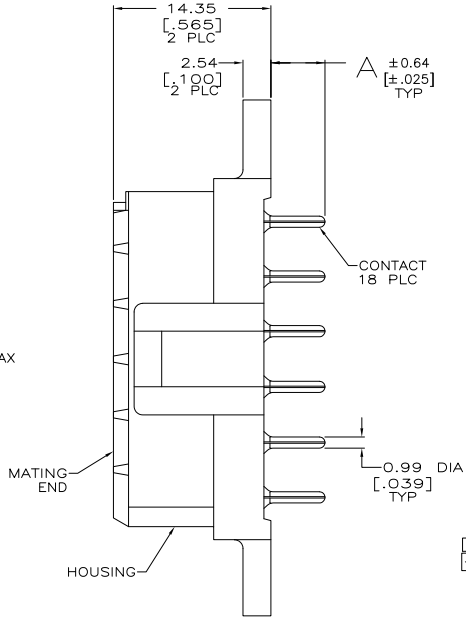 14.35
[.565]
2 PLC
2.54
[.100]
2 PLC
A ±0.64
[±.025]
TYP
CONTACT
18 PLC
AX
MATING
END
0.99 DIA
[.039]
TYP
HOUSING